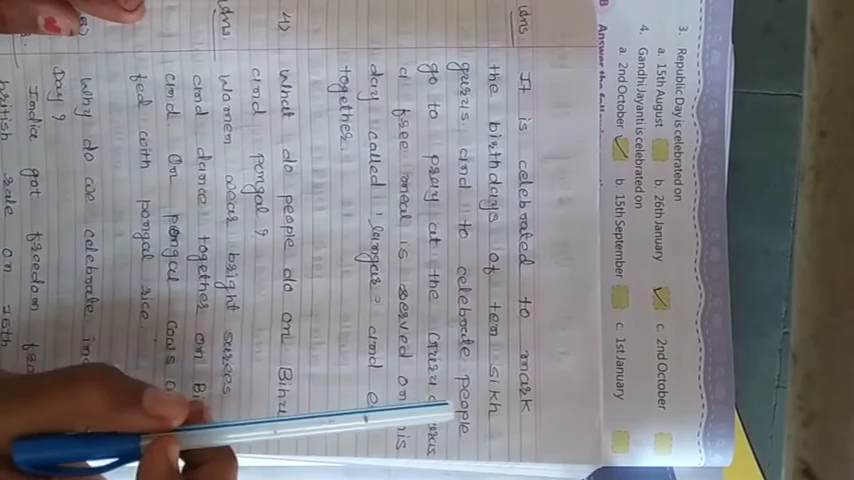 3. Republic Day is celebrated on
a. 15th August b. 26th January c. 2nd October
4. Gandhi Jayanti is celebrated on
a. 2nd October b. 15th September c. 1st January
B Answer the
Ans. It is celebrated to mark
the birthdays of ten sikh
gurus and to celebrate people
go to pray at the
a free meal is served on
day called 'langar' and
together.
4) What do people do on Bihu
and pongal?
Ans. Women wear bright sarees
and dance together on
and. On pongal cows
fed with pongal rice.
Why do we celebrate
Day?
India got freedom
british rule on